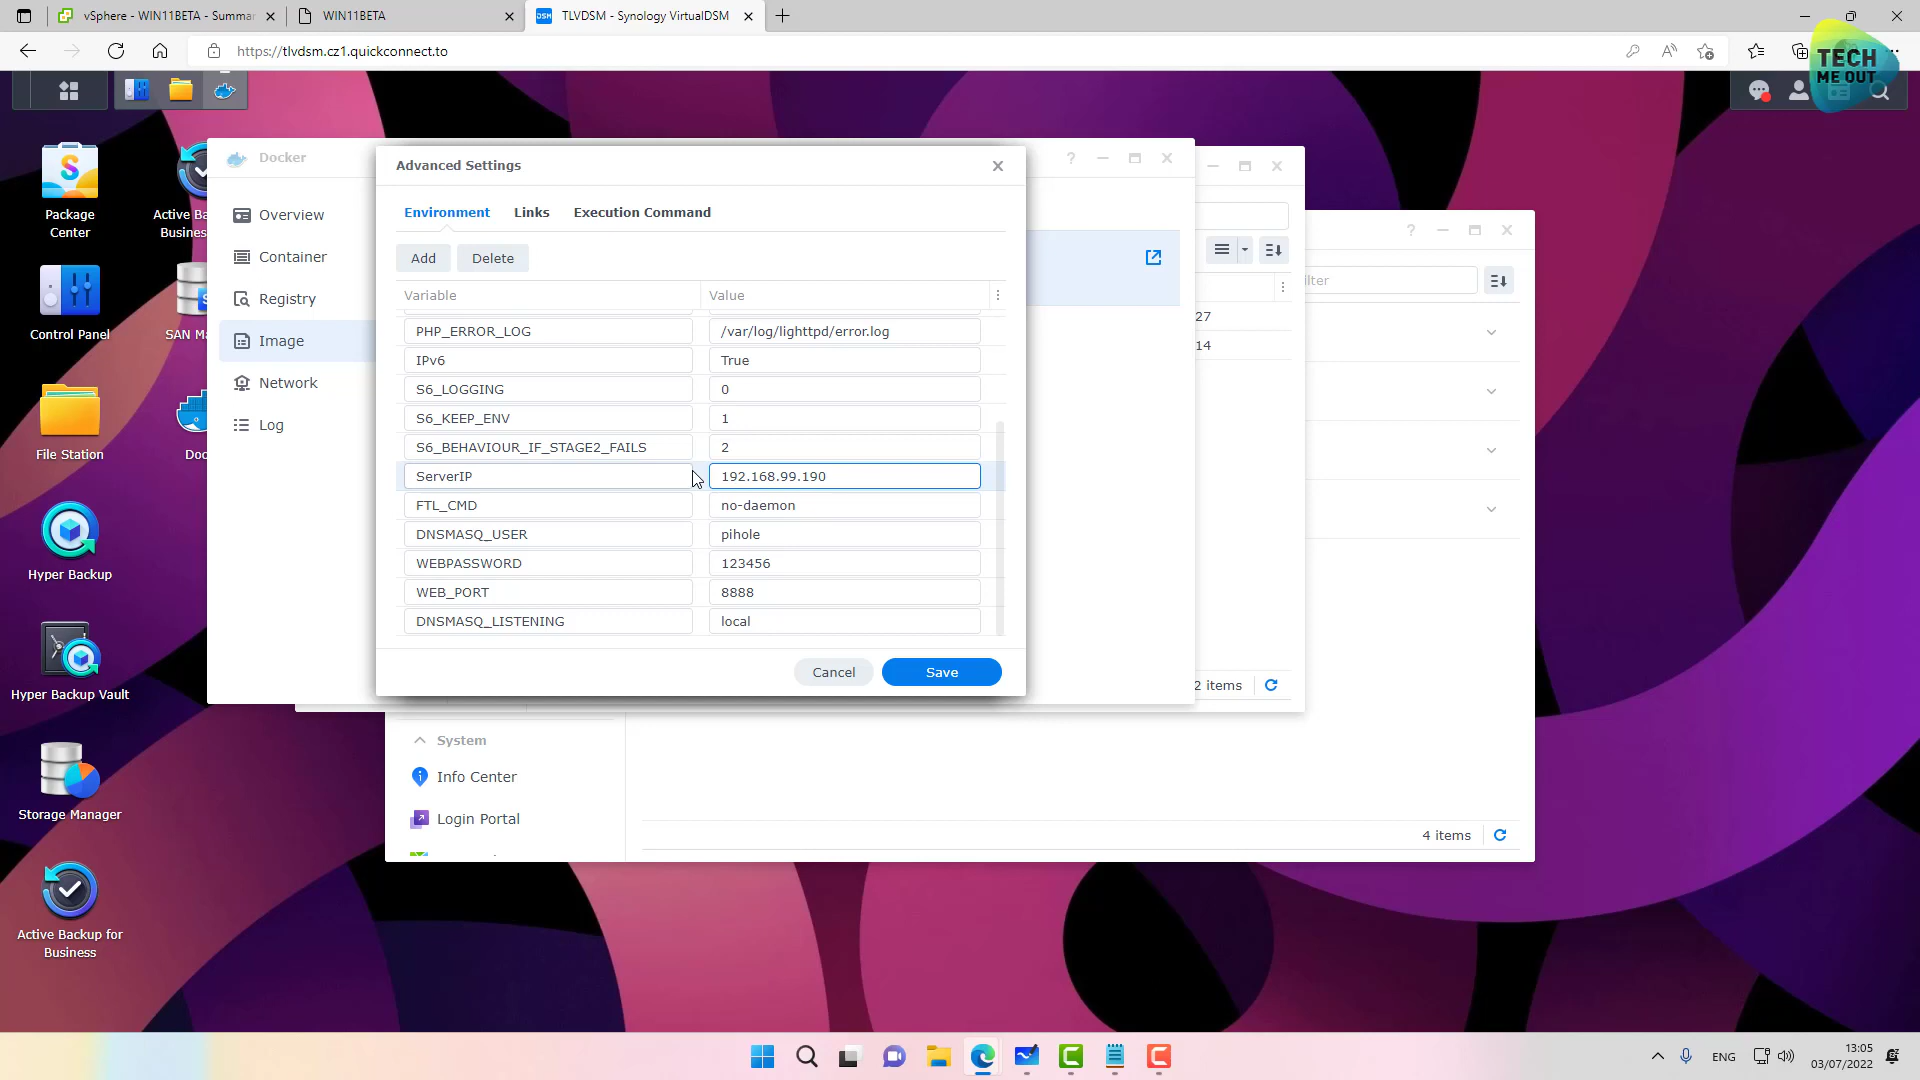 vSphere - WIN11BETA - Summar
WIN11BETA
TLVDSM - Synology VirtualDSM
https://tlvdsm.cz1.quickconnect.to
TECH
ME OUT
Package
Center
Control Panel
File Station
Hyper Backup
Hyper Backup Vault
Storage Manager
Active Backup for
Business
Active Ba
Business
SAN Ma
Doc
Docker
Overview
Container
Registry
Image
Network
Log
Advanced Settings
Environment
Links
Execution Command
Add
Delete
Variable
Value
PHP_ERROR_LOG
/var/log/lighttpd/error.log
IPv6
True
S6_LOGGING
0
S6_KEEP_ENV
1
S6_BEHAVIOUR_IF_STAGE2_FAILS
2
ServerIP
192.168.99.190
FTL_CMD
no-daemon
DNSMASQ_USER
pihole
WEBPASSWORD
123456
WEB_PORT
8888
DNSMASQ_LISTENING
local
Cancel
Save
27
14
2 items
ilter
System
Info Center
Login Portal
4 items
ENG
13:05
03/07/2022